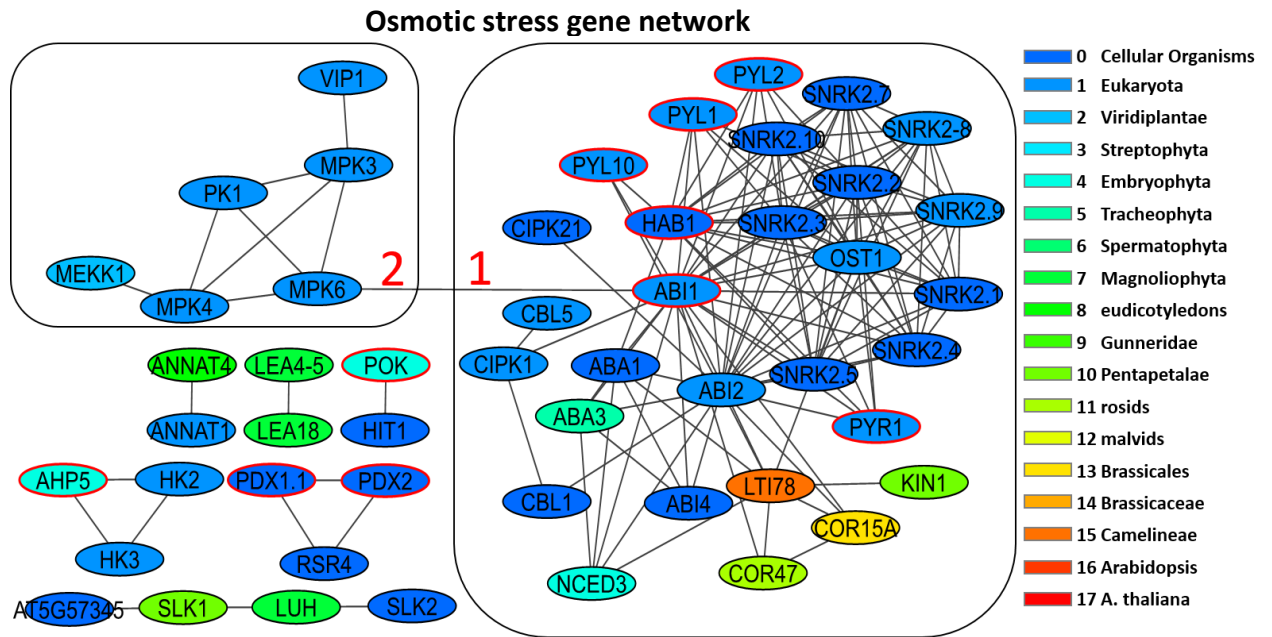 Osmotic stress gene network
VIP1
MPK3
PK1
MEKK1
MPK4
MPK6
2
1
PYL2
SNRK2.7
PYL1
SNRK2.10
SNRK2-8
PYL10
SNRK2.2
CIPK21
HAB1
SNRK2.3
SNRK2.9
OST1
ABI1
SNRK2.1
CBL5
CIPK1
ABA1
SNRK2.4
SNRK2.5
ABI2
ABA3
PYR1
CBL1
ABI4
LTI78
KIN1
COR15A
NCED3
COR47
ANNAT4
LEA4-5
POK
ANNAT1
LEA18
HIT1
AHP5
HK2
PDX1.1
PDX2
HK3
RSR4
AT5G57345
SLK1
LUH
SLK2
0 Cellular Organisms
1 Eukaryota
2 Viridiplantae
3 Streptophyta
4 Embryophyta
5 Tracheophyta
6 Spermatophyta
7 Magnoliophyta
8 eudicotyledons
9 Gunneridae
10 Pentapetalae
11 rosids
12 malvids
13 Brassicales
14 Brassicaceae
15 Camelineae
16 Arabidopsis
17 A. thaliana